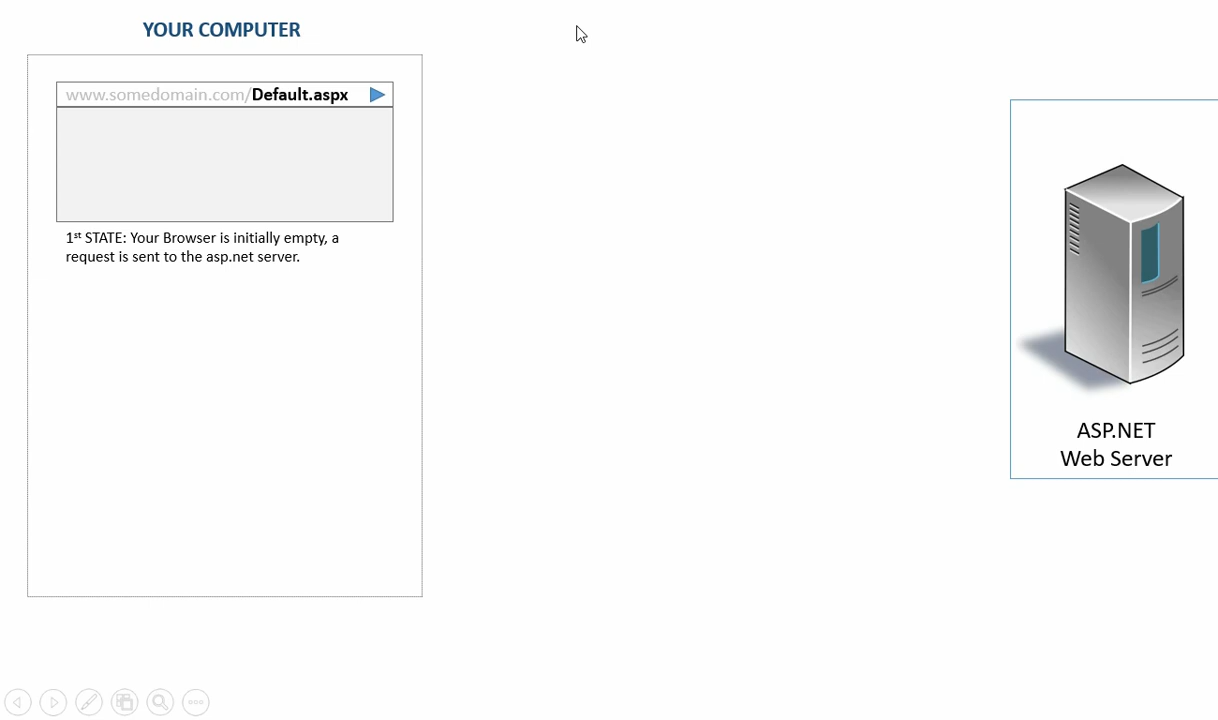 YOUR COMPUTER
www.somedomain.com/Default.aspx
1st STATE: Your Browser is initially empty, a
request is sent to the asp.net server.
ASP.NET
Web Server